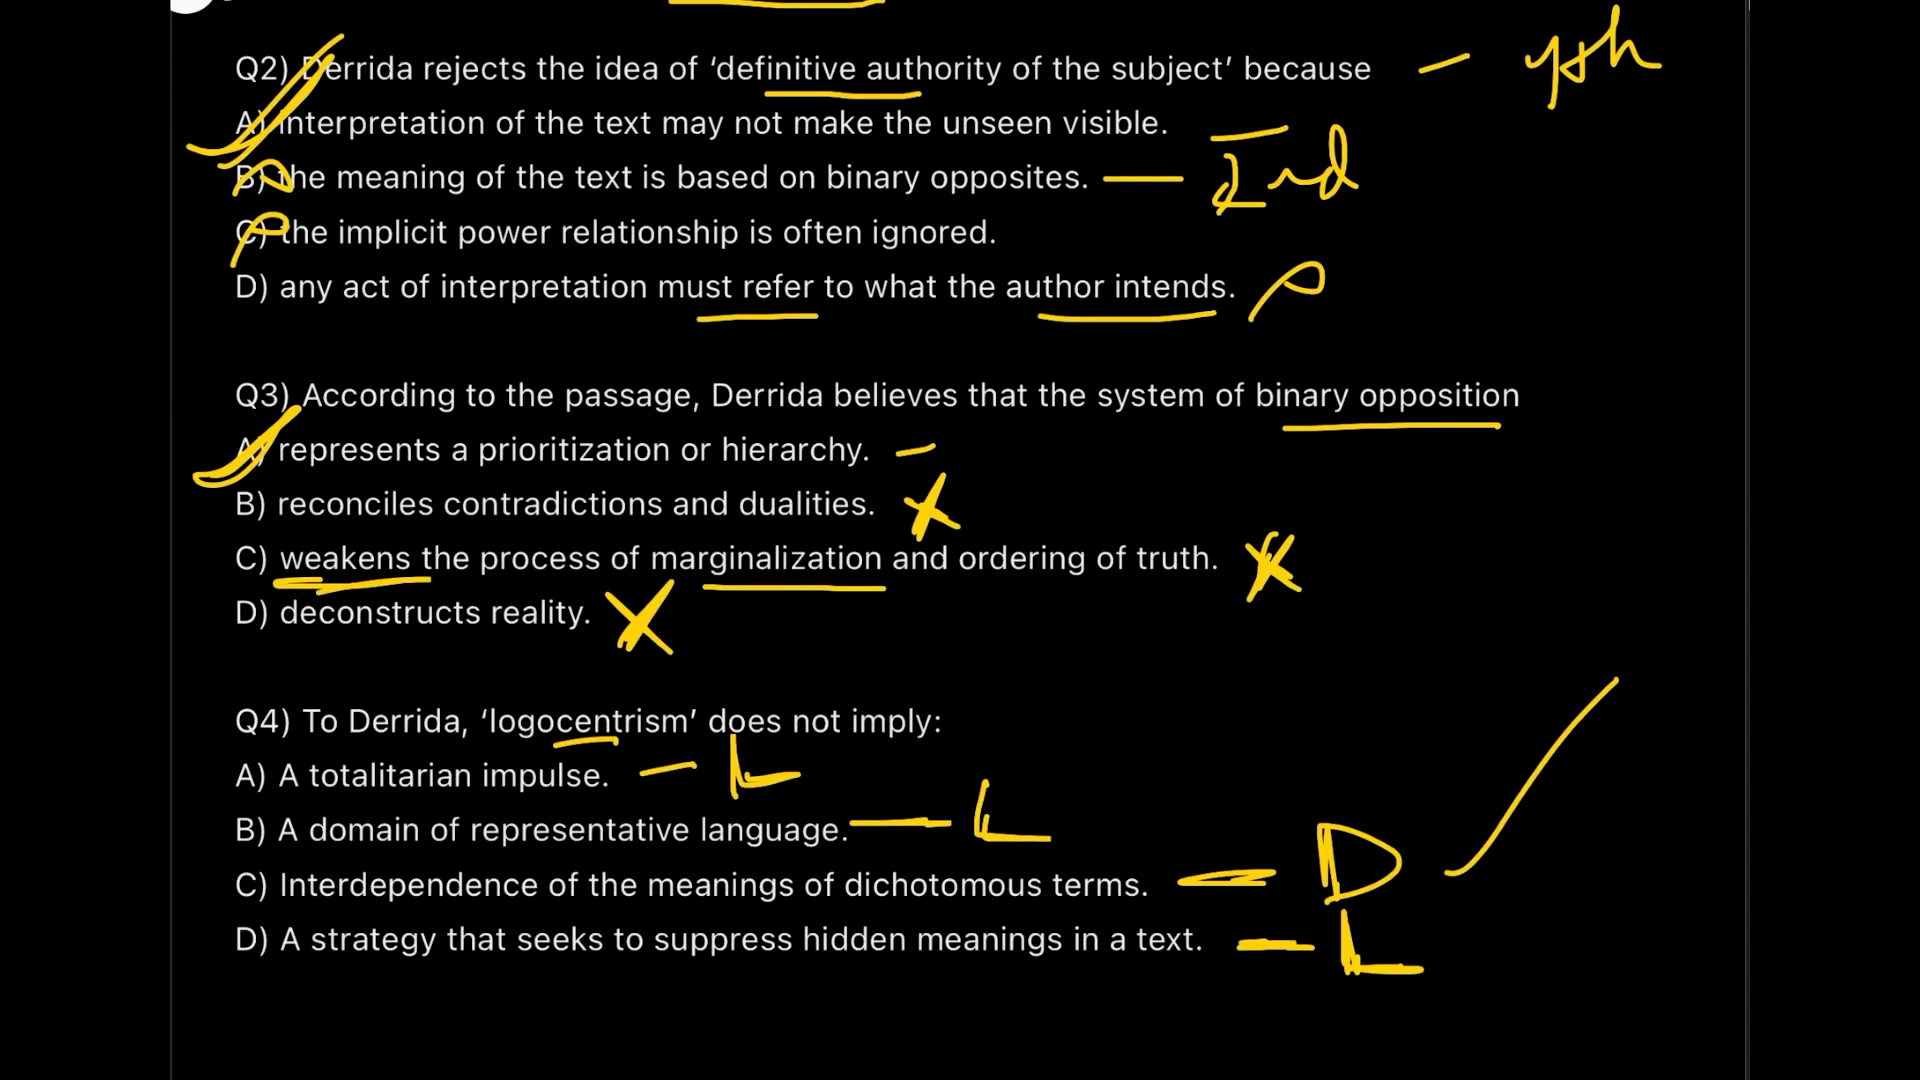 Q2) Derrida rejects the idea of ‘definitive authority of the subject’ because
A) interpretation of the text may not make the unseen visible.
B) the meaning of the text is based on binary opposites. 2nd
C) the implicit power relationship is often ignored.
D) any act of interpretation must refer to what the author intends.
Q3) According to the passage, Derrida believes that the system of binary opposition
A) represents a prioritization or hierarchy.
B) reconciles contradictions and dualities.
C) weakens the process of marginalization and ordering of truth.
D) deconstructs reality.
Q4) To Derrida, ‘logocentrism’ does not imply:
A) A totalitarian impulse. L
B) A domain of representative language. L
C) Interdependence of the meanings of dichotomous terms. D
D) A strategy that seeks to suppress hidden meanings in a text. L